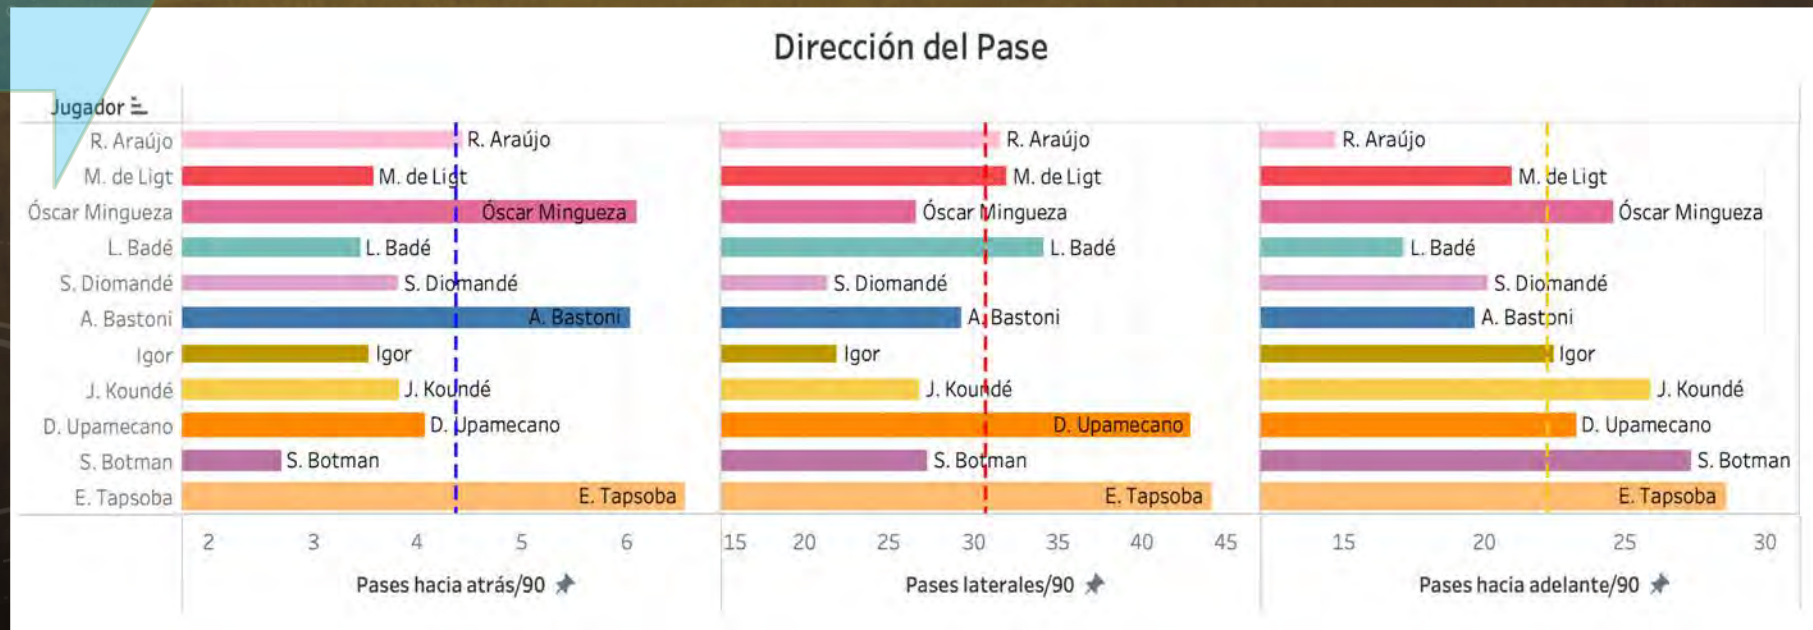 Dirección del Pase
Jugador
R. Araújo R. Araújo R. Araújo R. Araújo
M. de Ligt M. de Ligt M. de Ligt M. de Ligt
Óscar Mingueza Óscar Mingueza Óscar Mingueza Óscar Mingueza
L. Badé L. Badé L. Badé L. Badé
S. Diomandé S. Diomandé S. Diomandé S. Diomandé
A. Bastoni A. Bastoni A. Bastoni A. Bastoni
Igor Igor Igor Igor
J. Koundé J. Koundé J. Koundé J. Koundé
D. Upamecano D. Upamecano D. Upamecano D. Upamecano
S. Botman S. Botman S. Botman S. Botman
E. Tapsoba E. Tapsoba E. Tapsoba E. Tapsoba
2 3 4 5 6 15 20 25 30 35 40 45 15 20 25 30
Pases hacia atrás/90 Pases laterales/90 Pases hacia adelante/90